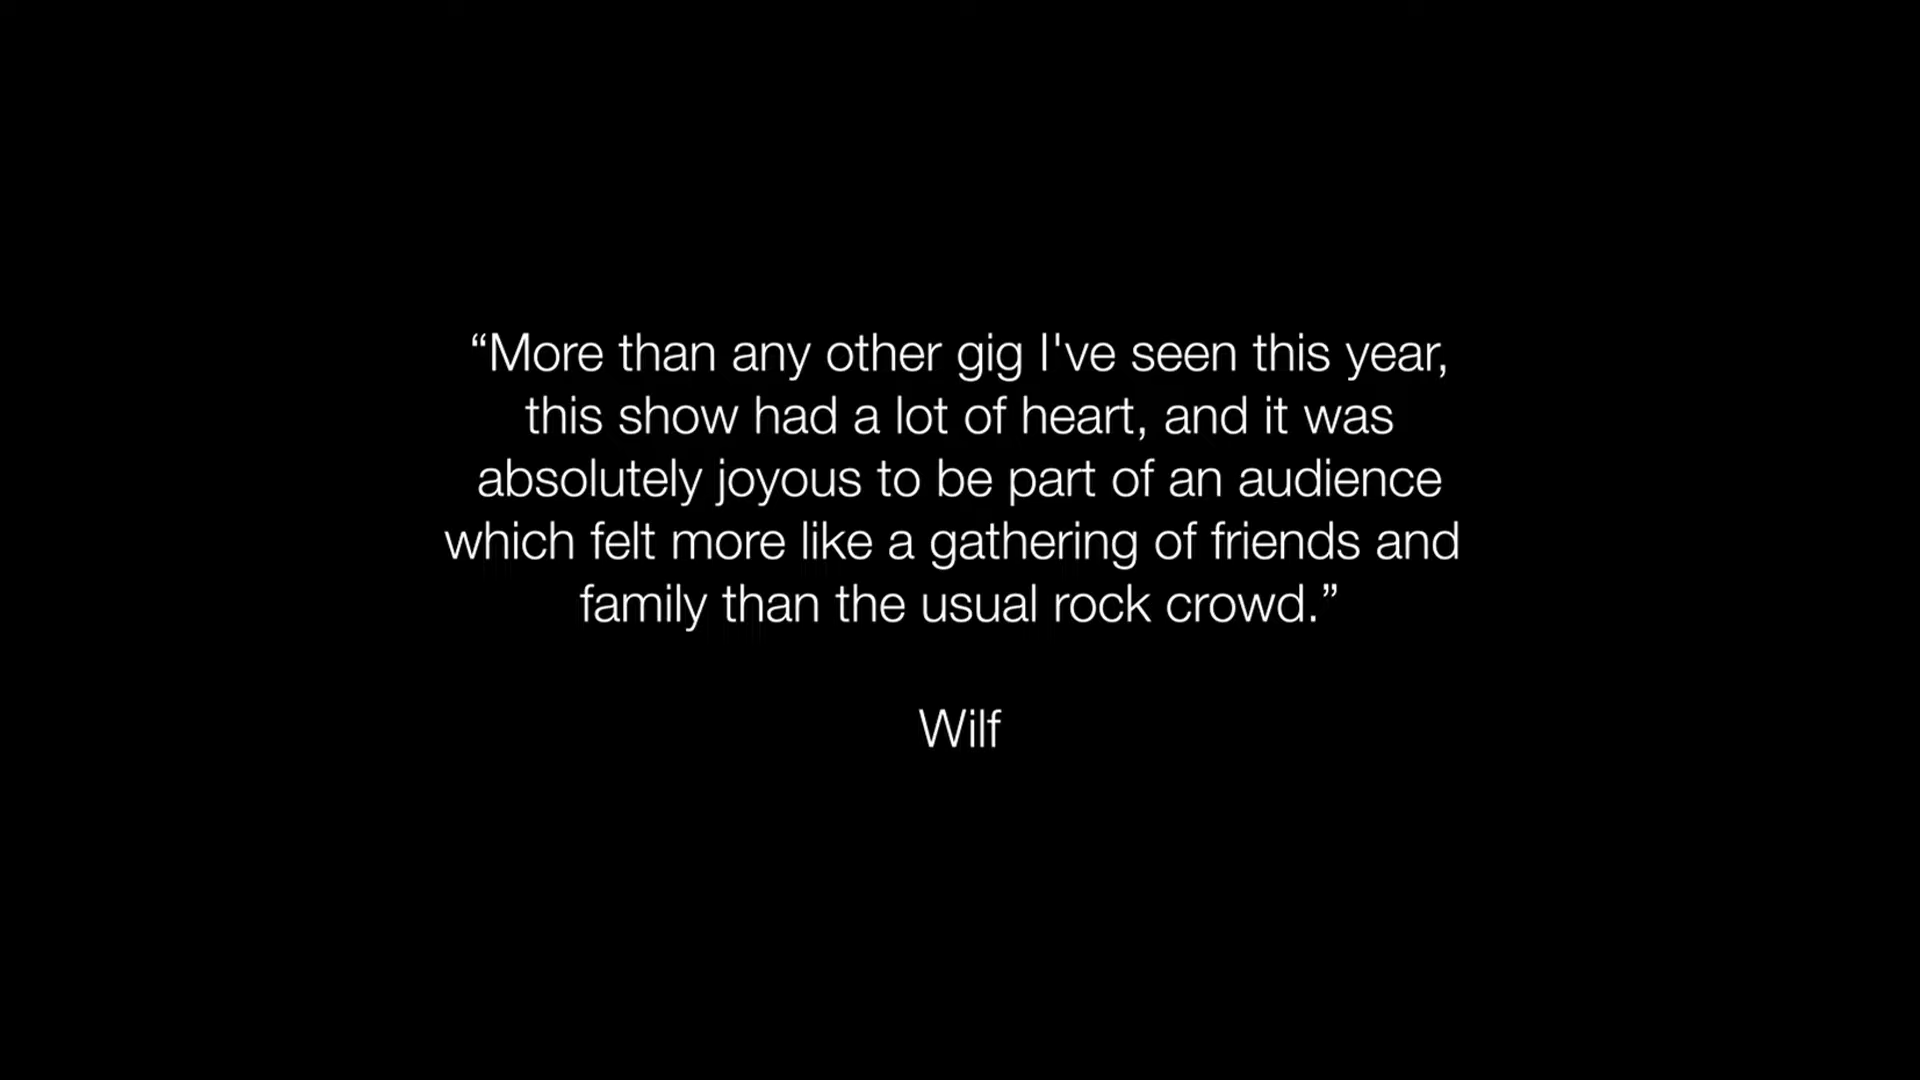 “More than any other gig I've seen this year,
this show had a lot of heart, and it was
absolutely joyous to be part of an audience
which felt more like a gathering of friends and
family than the usual rock crowd.”
Wilf